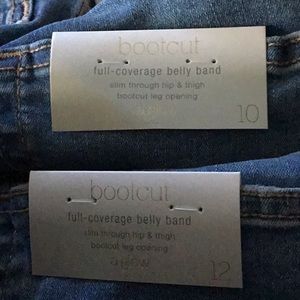 bootcut
full-coverage belly band
slim through hip & thigh
bootcut leg opening
10
bootcut
full-coverage belly band
slim through hip & thigh
bootcut leg opening
a:glow
12